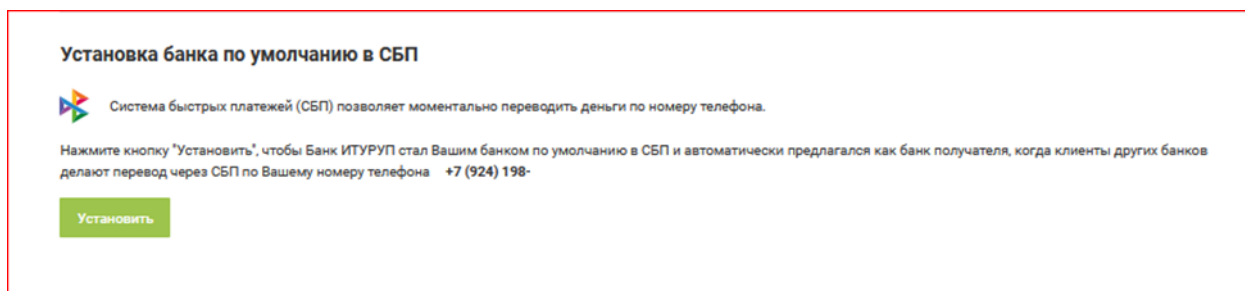 Установка банка по умолчанию в СБП
Система быстрых платежей (СБП) позволяет моментально переводить деньги по номеру телефона.
Нажмите кнопку "Установить", чтобы Банк ИТУРУП стал Вашим банком по умолчанию в СБП и автоматически предлагался как банк получателя, когда клиенты других банков
делают перевод через СБП по Вашему номеру телефона +7 (924) 198-
Установить